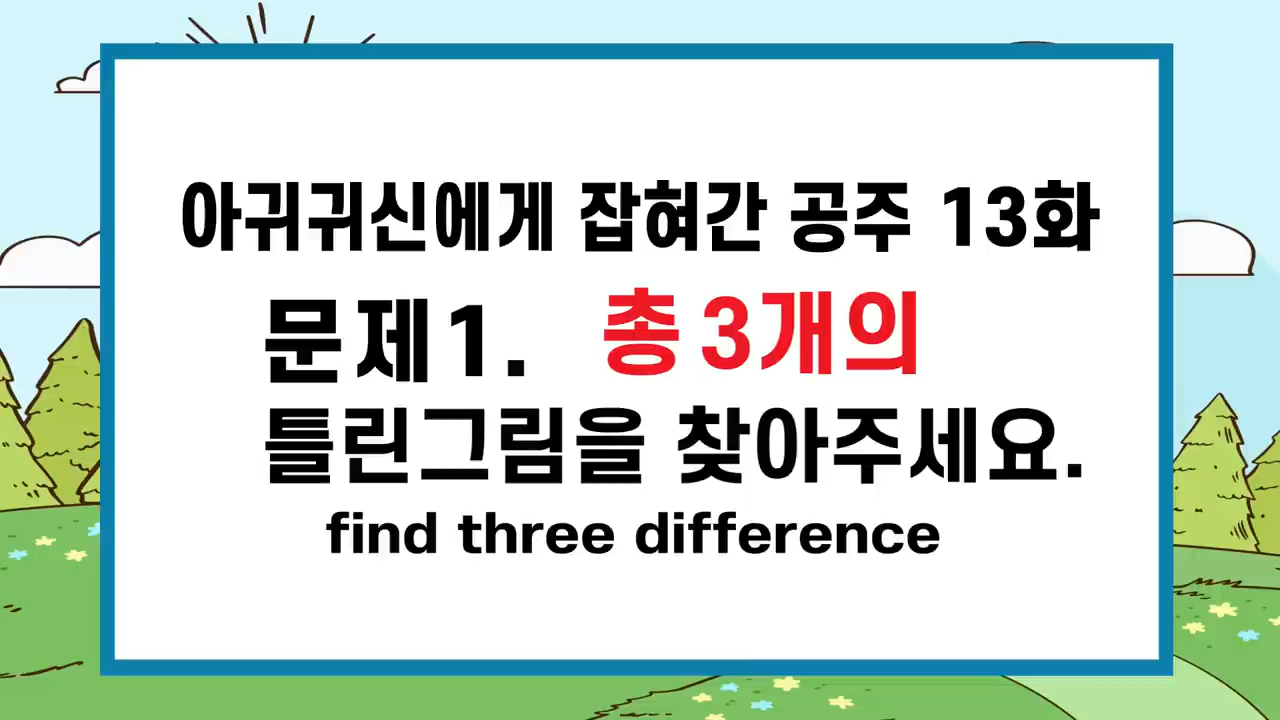 아귀귀신에게 잡혀간 공주 13화
문제1. 총 3개의
틀린그림을 찾아주세요.
find three difference